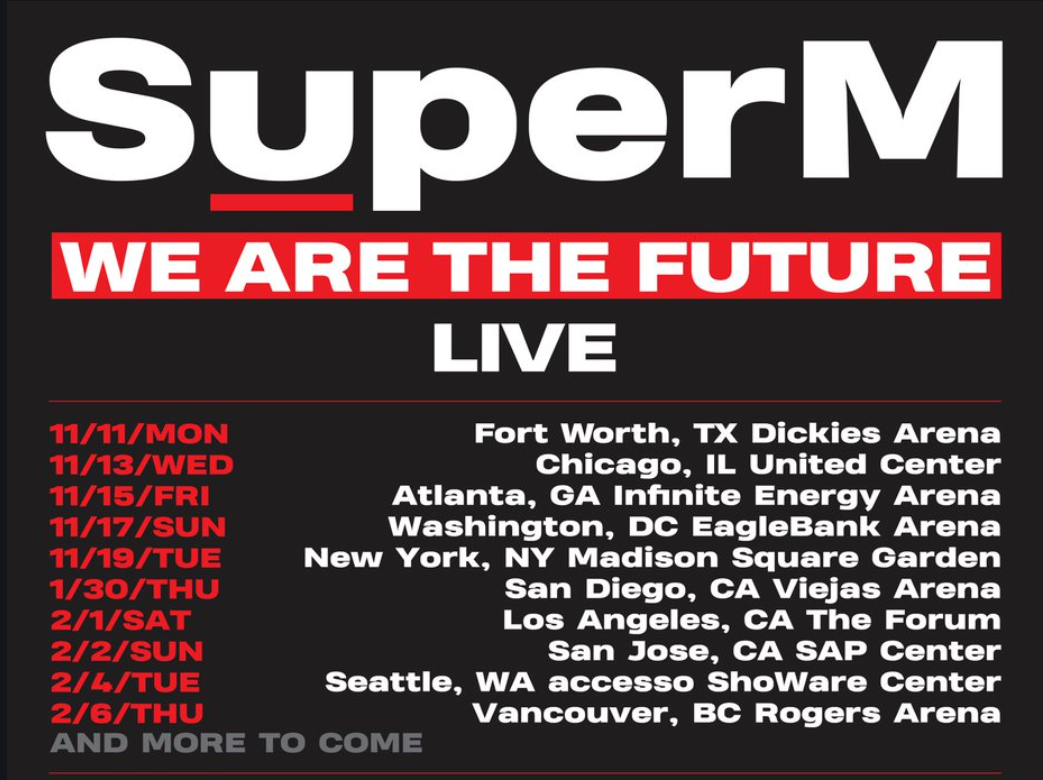 SuperM
WE ARE THE FUTURE
LIVE
11/11/MON Fort Worth, TX Dickies Arena
11/13/WED Chicago, IL United Center
11/15/FRI Atlanta, GA Infinite Energy Arena
11/17/SUN Washington, DC EagleBank Arena
11/19/TUE New York, NY Madison Square Garden
1/30/THU San Diego, CA Viejas Arena
2/1/SAT Los Angeles, CA The Forum
2/2/SUN San Jose, CA SAP Center
2/4/TUE Seattle, WA accesso ShoWare Center
2/6/THU Vancouver, BC Rogers Arena
AND MORE TO COME